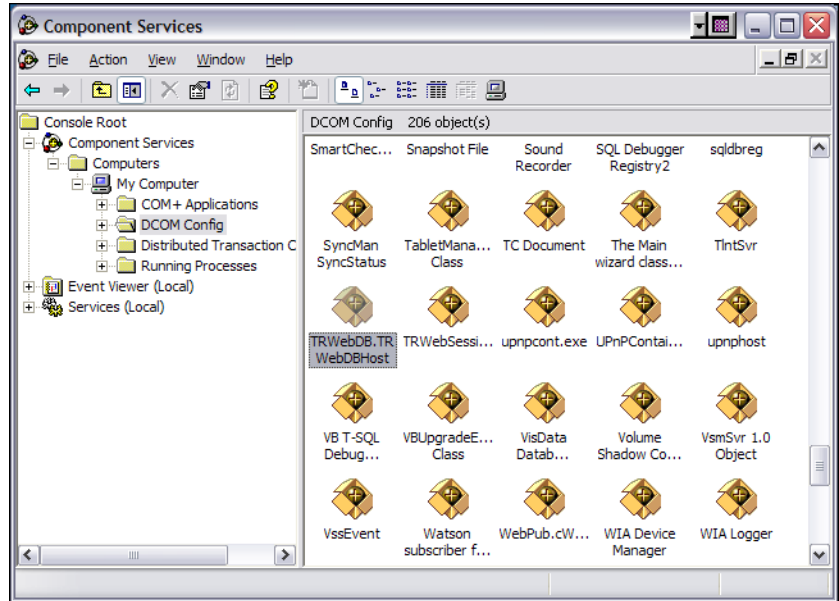 Component Services
File Action View Window Help
Console Root
Component Services
Computers
My Computer
COM+ Applications
DCOM Config
Distributed Transaction C
Running Processes
Event Viewer (Local)
Services (Local)
DCOM Config 206 object(s)
SmartChec... Snapshot File Sound SQL Debugger sqldbreg
Recorder Registry2
SyncMan TabletMana... TC Document The Main TlntSvr
SyncStatus Class wizard class...
TRWebDB.TR TRWebSessi... upnpcont.exe UPnPContai... upnphost
WebDBHost
VB T-SQL VBUpgradeE... VisData Volume VsmSvr 1.0
Debug... Class Datab... Shadow Co... Object
VssEvent Watson WebPub.cW... WIA Device WIA Logger
subscriber f... Manager